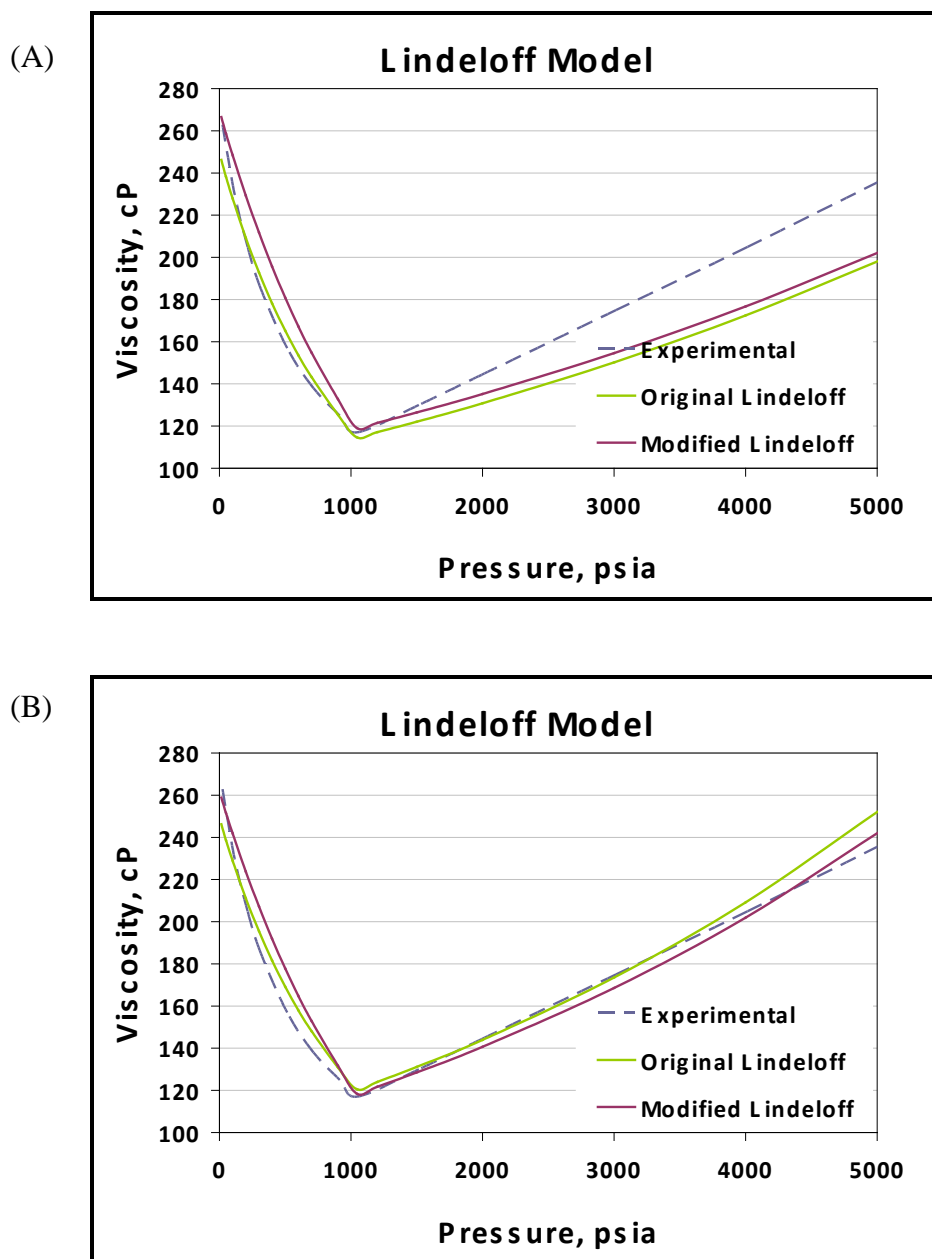 (A)
Lindeloff Model
Viscosity, cP
280
260
240
220
200
180
160
140
120
100
Experimental
Original Lindeloff
Modified Lindeloff
0 1000 2000 3000 4000 5000
Pressure, psia
(B)
Lindeloff Model
Viscosity, cP
280
260
240
220
200
180
160
140
120
100
Experimental
Original Lindeloff
Modified Lindeloff
0 1000 2000 3000 4000 5000
Pressure, psia